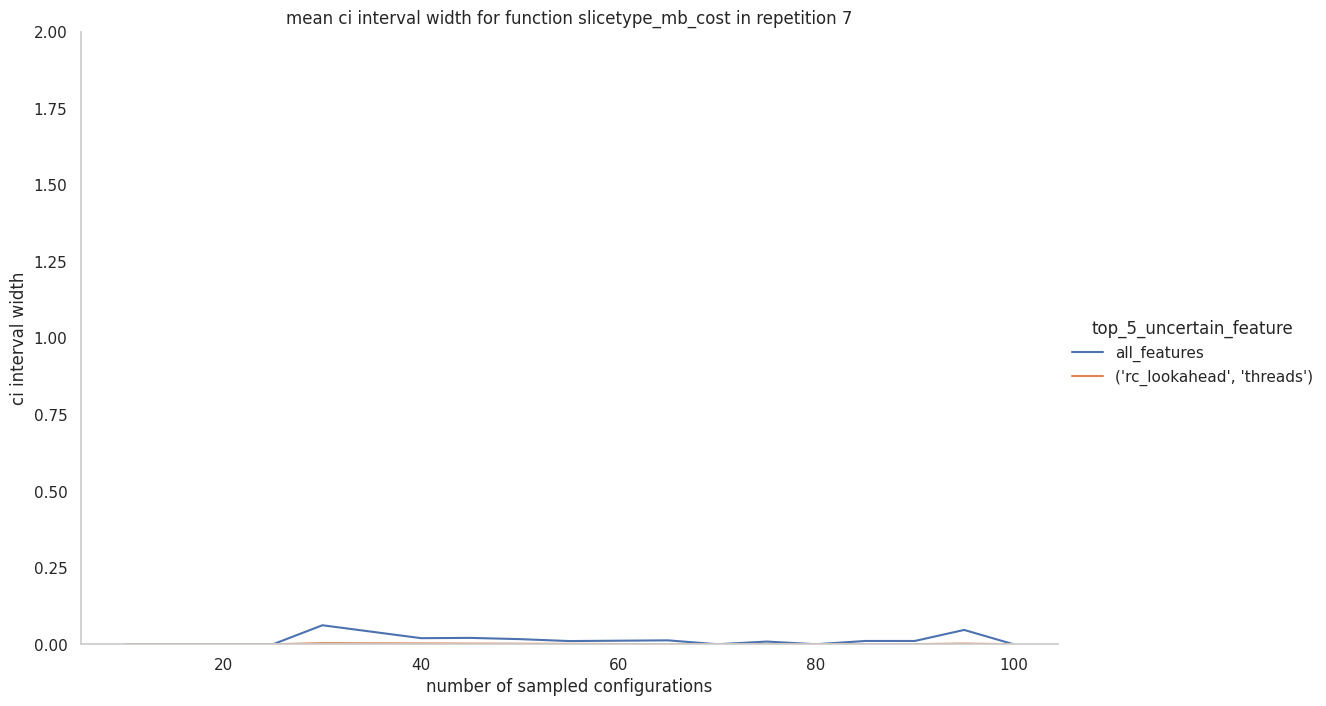 mean ci interval width for function slicetype_mb_cost in repetition 7
2.00
1.75
1.50
1.25
1.00
0.75
0.50
0.25
0.00
ci interval width
20
40
60
80
100
number of sampled configurations
top_5_uncertain_feature
all_features
('rc_lookahead', 'threads')